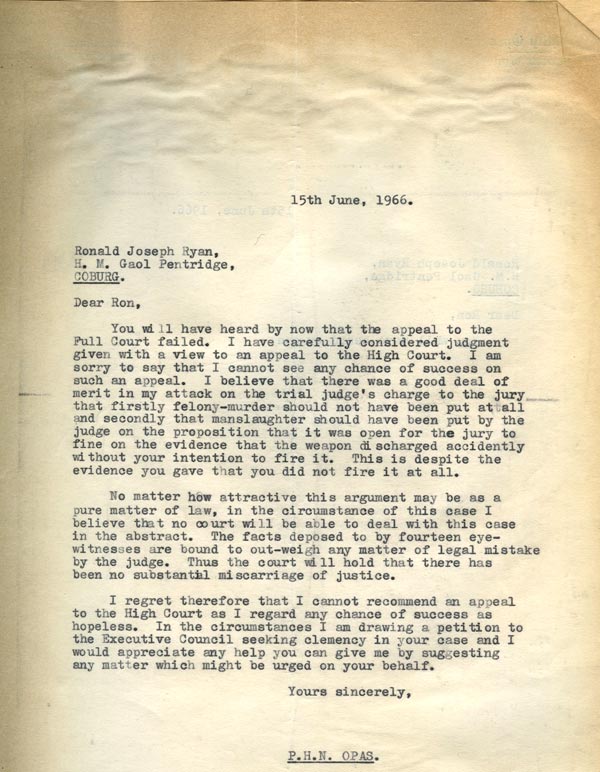 15th June, 1966.
Ronald Joseph Ryan,
H. M. Gaol Pentridge,
COBURG.
Dear Ron,
You will have heard by now that the appeal to the
Full Court failed. I have carefully considered judgment
given with a view to an appeal to the High Court. I am
sorry to say that I cannot see any chance of success on
such an appeal. I believe that there was a good deal of
merit in my attack on the trial judge's charge to the jury
that firstly felony-murder should not have been put at all
and secondly that manslaughter should have been put by the
judge on the proposition that it was open for the jury to
fine on the evidence that the weapon discharged accidently
without your intention to fire it. This is despite the
evidence you gave that you did not fire it at all.
No matter how attractive this argument may be as a
pure matter of law, in the circumstance of this case I
believe that no court will be able to deal with this case
in the abstract. The facts deposed to by fourteen eye-
witnesses are bound to out-weigh any matter of legal mistake
by the judge. Thus the court will hold that there has
been no substantial miscarriage of justice.
I regret therefore that I cannot recommend an appeal
to the High Court as I regard any chance of success as
hopeless. In the circumstances I am drawing a petition to
the Executive Council seeking clemency in your case and I
would appreciate any help you can give me by suggesting
any matter which might be urged on your behalf.
Yours sincerely,
P.H.N. OPAS.